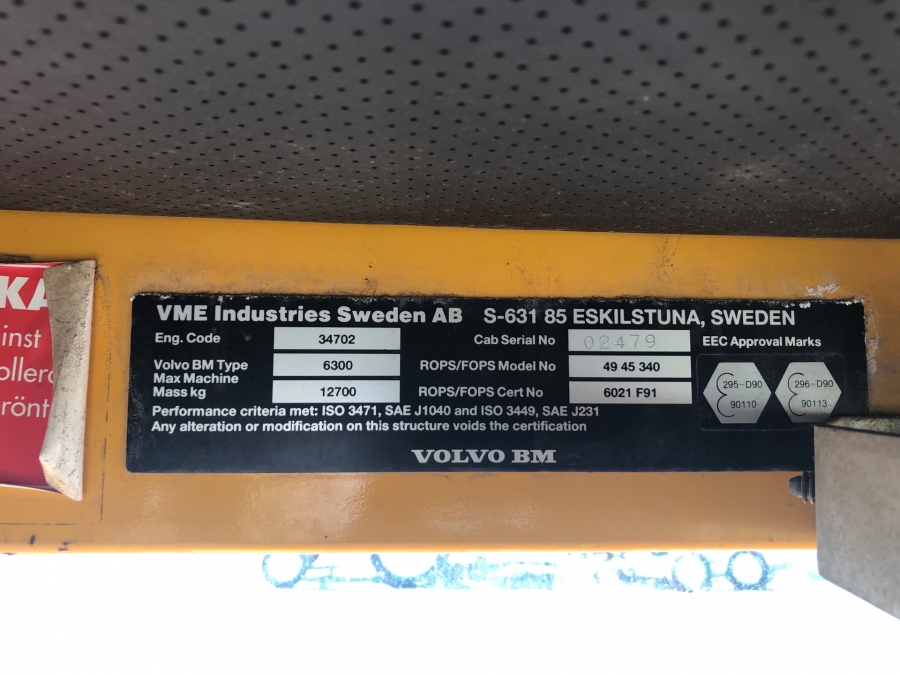 KA
inst
ollerd
rönt
VME Industries Sweden AB S-631 85 ESKILSTUNA, SWEDEN
Eng. Code 34702 Cab Serial No 02479 EEC Approval Marks
Volvo BM Type 6300 ROPS/FOPS Model No 49 45 340
Max Machine Mass kg 12700 ROPS/FOPS Cert No 6021 F91
295-D90
90110
296-D90
90113
Performance criteria met: ISO 3471, SAE J1040 and ISO 3449, SAE J231
Any alteration or modification on this structure voids the certification
VOLVO BM